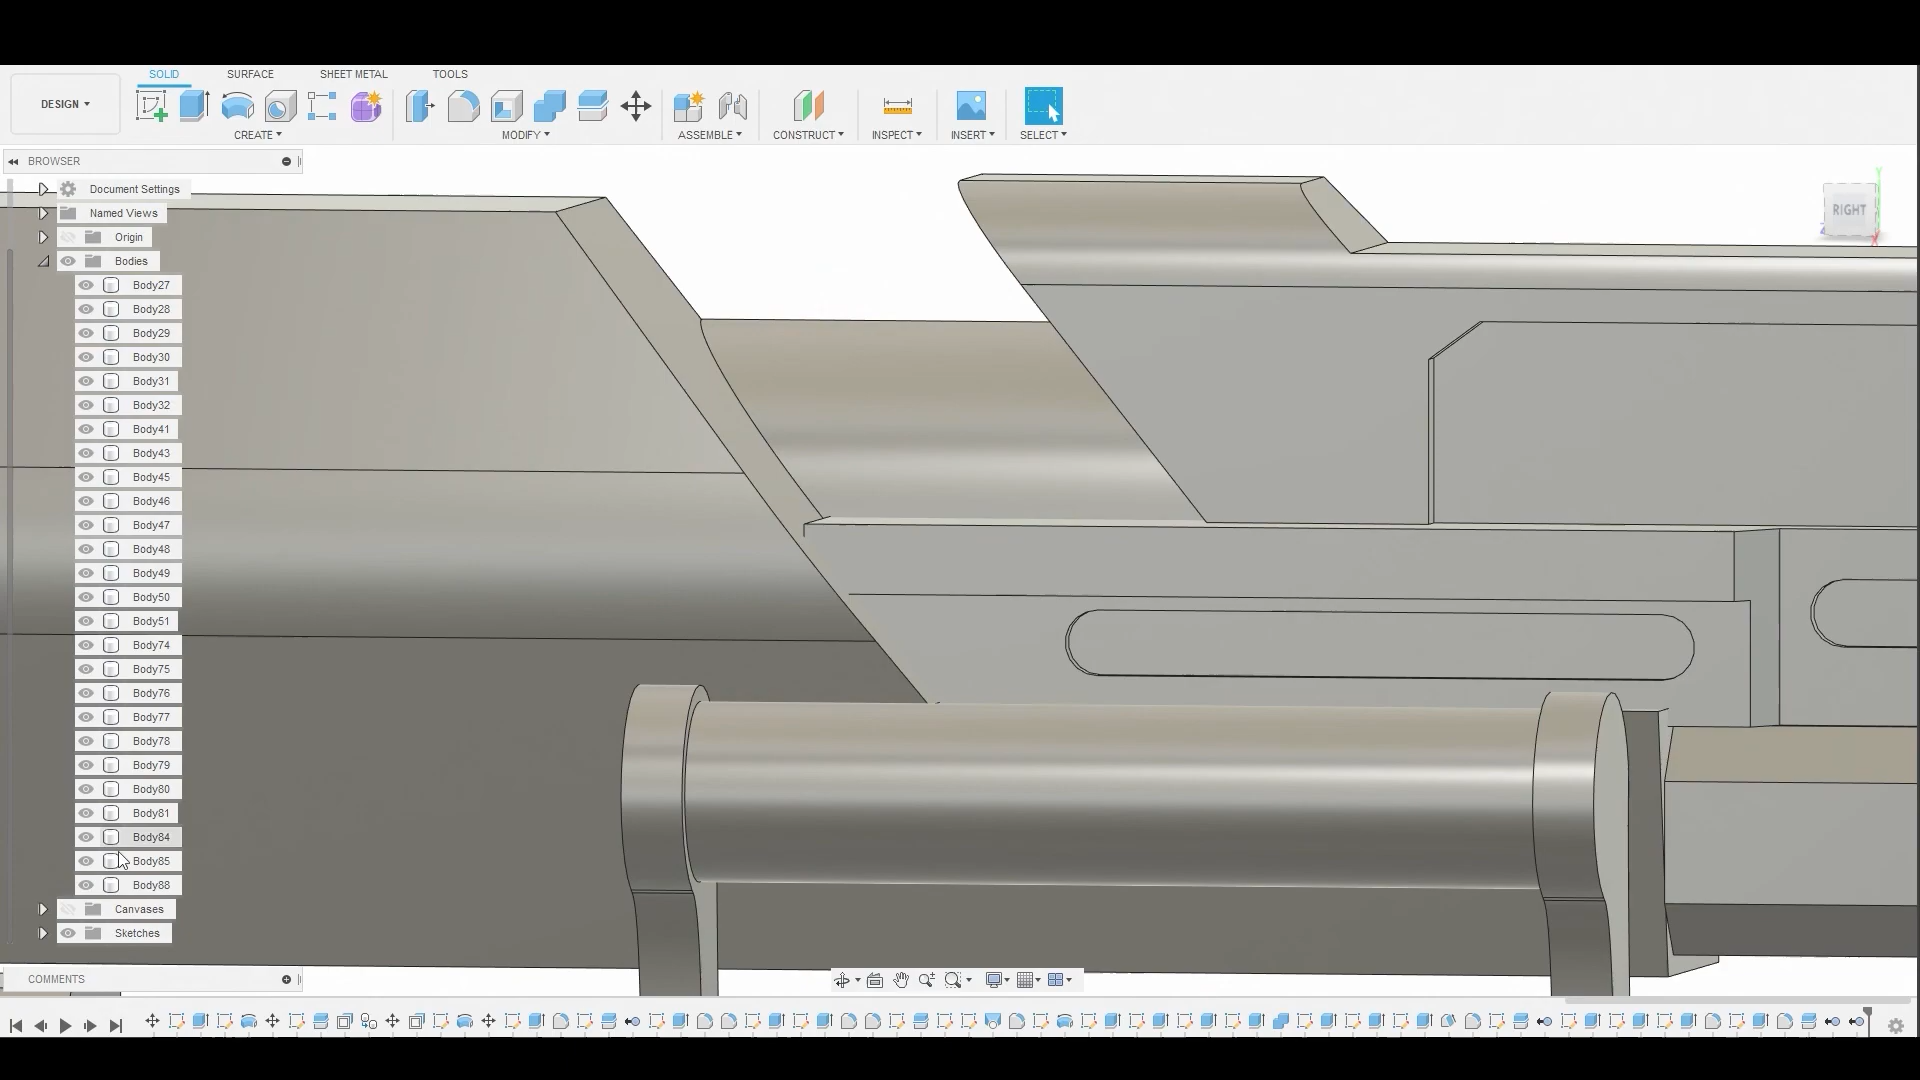 SOLID SURFACE SHEET METAL TOOLS
DESIGN
CREATE MODIFY ASSEMBLE CONSTRUCT INSPECT INSERT SELECT
BROWSER
Document Settings
Named Views
Origin
Bodies
Body27
Body28
Body29
Body30
Body31
Body32
Body41
Body43
Body45
Body46
Body47
Body48
Body49
Body50
Body51
Body74
Body75
Body76
Body77
Body78
Body79
Body80
Body81
Body84
Body85
Body88
Canvases
Sketches
COMMENTS
RIGHT
Y